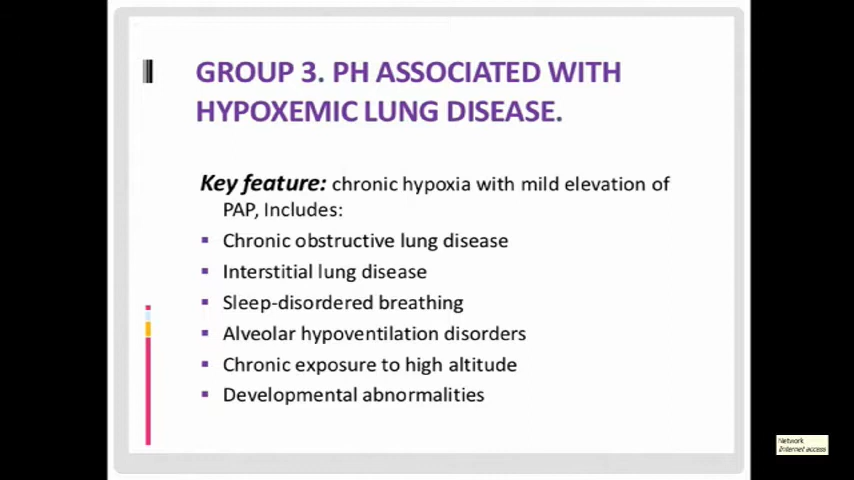 GROUP 3. PH ASSOCIATED WITH
HYPOXEMIC LUNG DISEASE.
Key feature: chronic hypoxia with mild elevation of
PAP, Includes:
▪ Chronic obstructive lung disease
▪ Interstitial lung disease
▪ Sleep-disordered breathing
▪ Alveolar hypoventilation disorders
▪ Chronic exposure to high altitude
▪ Developmental abnormalities
Network
Internet access